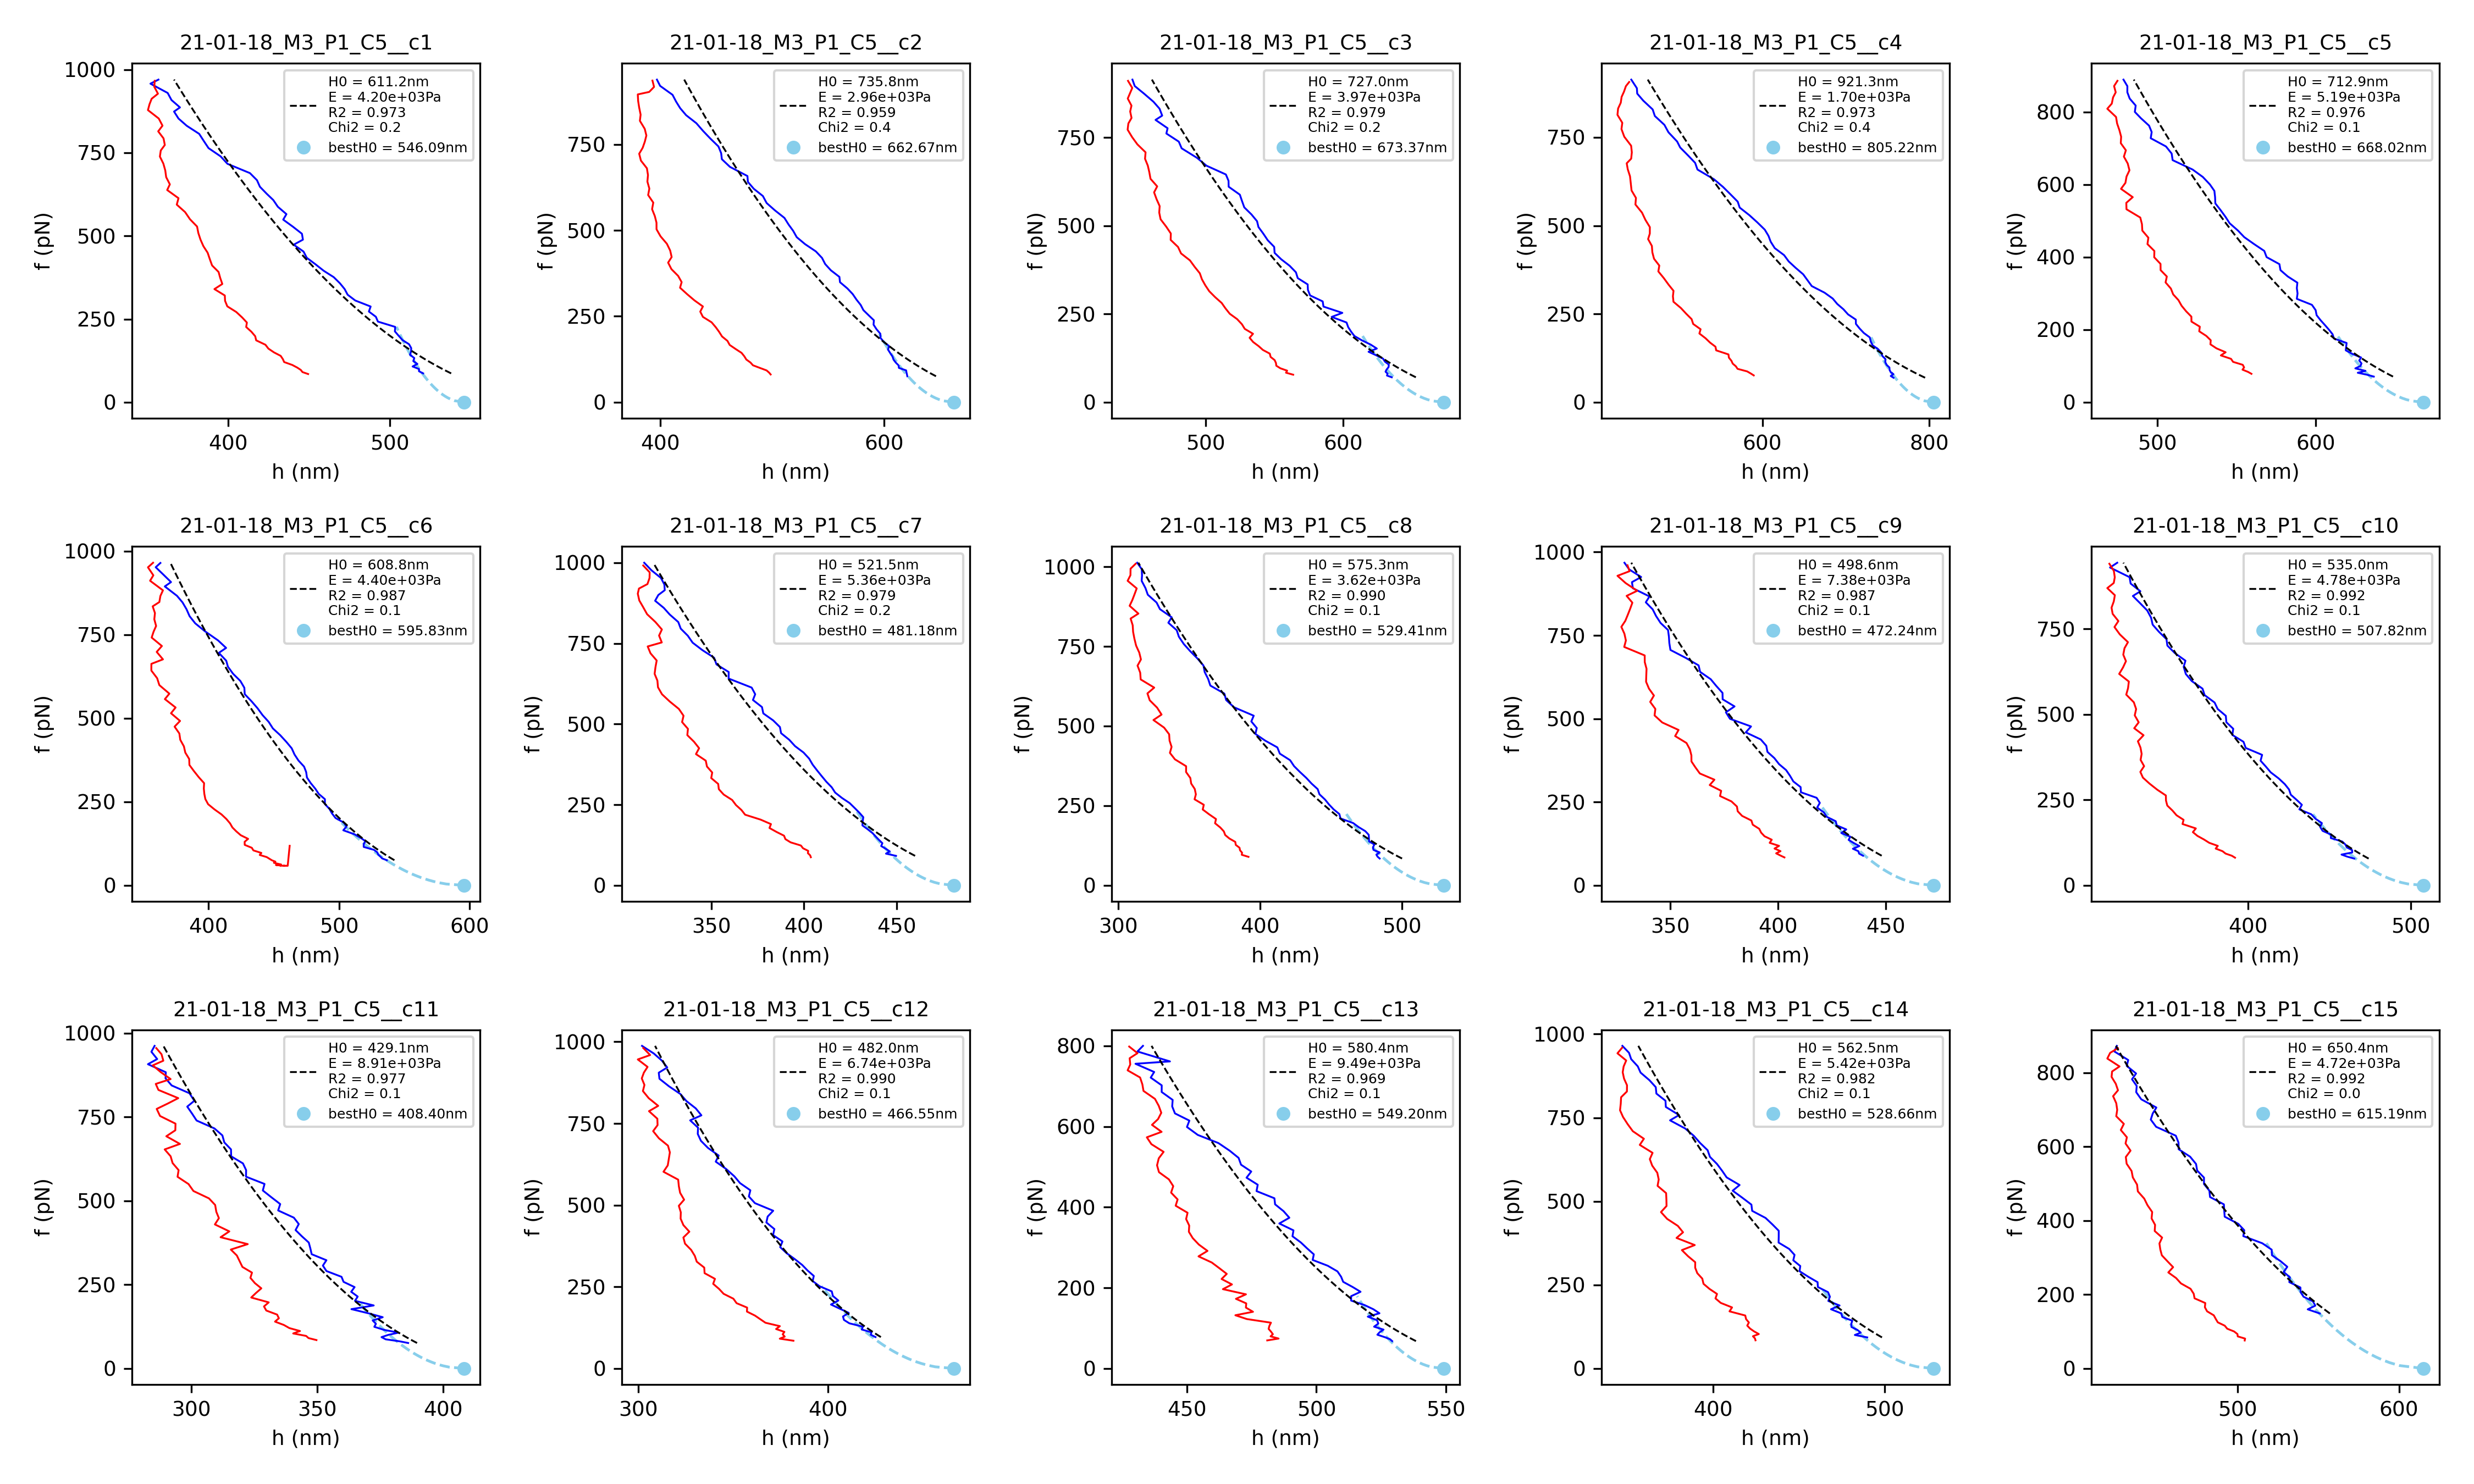 21-01-18_M3_P1_C5__c1
H0 = 611.2nm
E = 4.20e+03Pa
R2 = 0.973
Chi2 = 0.2
bestH0 = 546.09nm
1000
750
500
250
0
f (pN)
400
500
h (nm)
21-01-18_M3_P1_C5__c2
H0 = 735.8nm
E = 2.96e+03Pa
R2 = 0.959
Chi2 = 0.4
bestH0 = 662.67nm
750
500
250
0
f (pN)
400
600
h (nm)
21-01-18_M3_P1_C5__c3
H0 = 727.0nm
E = 3.97e+03Pa
R2 = 0.979
Chi2 = 0.2
bestH0 = 673.37nm
750
500
250
0
f (pN)
500
600
h (nm)
21-01-18_M3_P1_C5__c4
H0 = 921.3nm
E = 1.70e+03Pa
R2 = 0.973
Chi2 = 0.4
bestH0 = 805.22nm
750
500
250
0
f (pN)
600
800
h (nm)
21-01-18_M3_P1_C5__c5
H0 = 712.9nm
E = 5.19e+03Pa
R2 = 0.976
Chi2 = 0.1
bestH0 = 668.02nm
800
600
400
200
0
f (pN)
500
600
h (nm)
21-01-18_M3_P1_C5__c6
H0 = 608.8nm
E = 4.40e+03Pa
R2 = 0.987
Chi2 = 0.1
bestH0 = 595.83nm
1000
750
500
250
0
f (pN)
400
500
600
h (nm)
21-01-18_M3_P1_C5__c7
H0 = 521.5nm
E = 5.36e+03Pa
R2 = 0.979
Chi2 = 0.2
bestH0 = 481.18nm
1000
750
500
250
0
f (pN)
350
400
450
h (nm)
21-01-18_M3_P1_C5__c8
H0 = 575.3nm
E = 3.62e+03Pa
R2 = 0.990
Chi2 = 0.1
bestH0 = 529.41nm
1000
750
500
250
0
f (pN)
300
400
500
h (nm)
21-01-18_M3_P1_C5__c9
H0 = 498.6nm
E = 7.38e+03Pa
R2 = 0.987
Chi2 = 0.1
bestH0 = 472.24nm
1000
750
500
250
0
f (pN)
350
400
450
h (nm)
21-01-18_M3_P1_C5__c10
H0 = 535.0nm
E = 4.78e+03Pa
R2 = 0.992
Chi2 = 0.1
bestH0 = 507.82nm
750
500
250
0
f (pN)
400
500
h (nm)
21-01-18_M3_P1_C5__c11
H0 = 429.1nm
E = 8.91e+03Pa
R2 = 0.977
Chi2 = 0.1
bestH0 = 408.40nm
1000
750
500
250
0
f (pN)
300
350
400
h (nm)
21-01-18_M3_P1_C5__c12
H0 = 482.0nm
E = 6.74e+03Pa
R2 = 0.990
Chi2 = 0.1
bestH0 = 466.55nm
1000
750
500
250
0
f (pN)
300
400
h (nm)
21-01-18_M3_P1_C5__c13
H0 = 580.4nm
E = 9.49e+03Pa
R2 = 0.969
Chi2 = 0.1
bestH0 = 549.20nm
800
600
400
200
0
f (pN)
450
500
550
h (nm)
21-01-18_M3_P1_C5__c14
H0 = 562.5nm
E = 5.42e+03Pa
R2 = 0.982
Chi2 = 0.1
bestH0 = 528.66nm
1000
750
500
250
0
f (pN)
400
500
h (nm)
21-01-18_M3_P1_C5__c15
H0 = 650.4nm
E = 4.72e+03Pa
R2 = 0.992
Chi2 = 0.0
bestH0 = 615.19nm
800
600
400
200
0
f (pN)
500
600
h (nm)